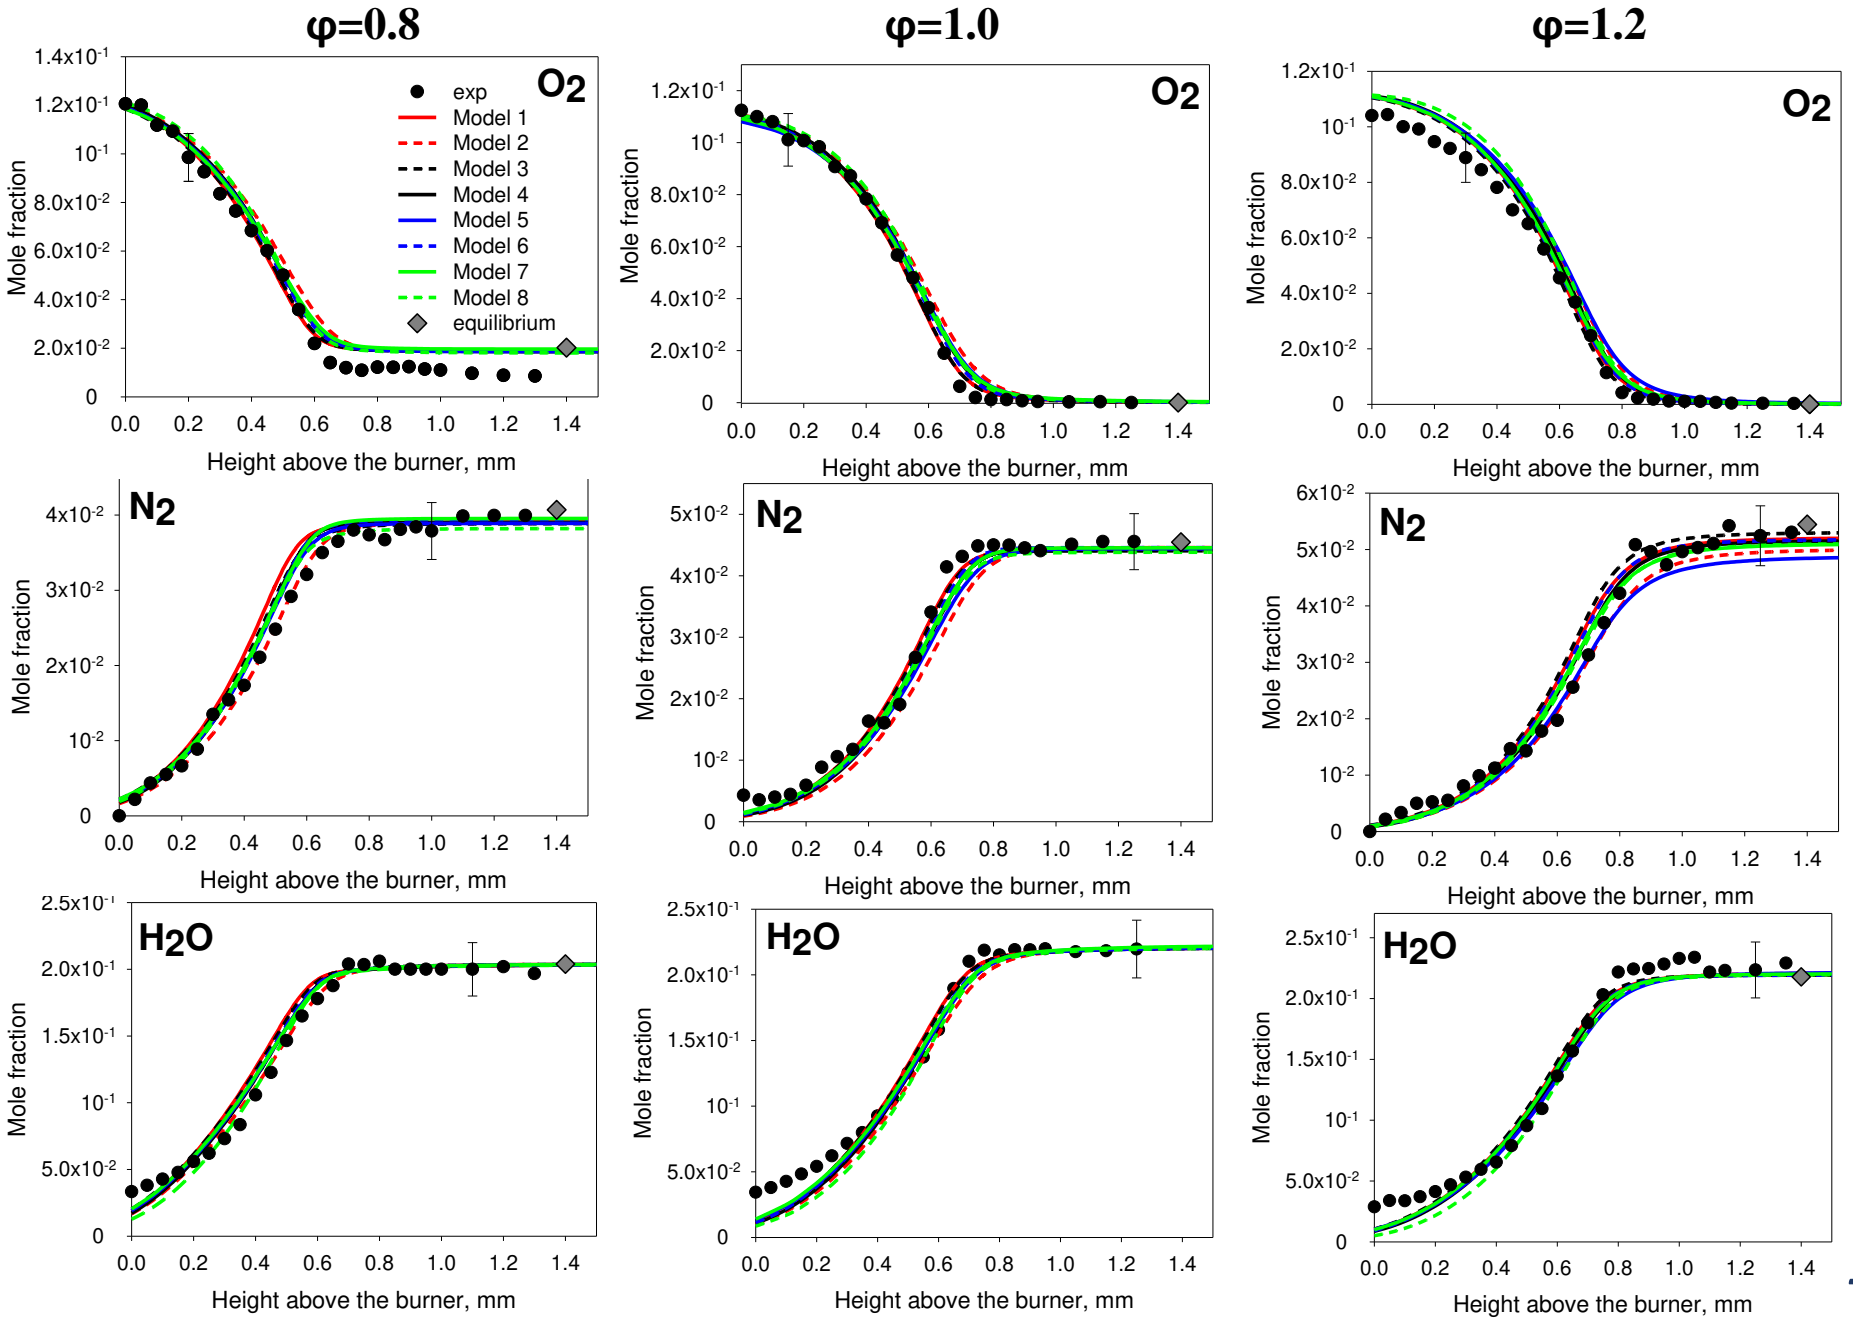 φ=0.8
φ=1.0
φ=1.2
1.4x10-1
1.2x10-1
10-1
8.0x10-2
6.0x10-2
4.0x10-2
2.0x10-2
0
Mole fraction
O2
exp
Model 1
Model 2
Model 3
Model 4
Model 5
Model 6
Model 7
Model 8
equilibrium
0.0 0.2 0.4 0.6 0.8 1.0 1.2 1.4
Height above the burner, mm
1.2x10-1
10-1
8.0x10-2
6.0x10-2
4.0x10-2
2.0x10-2
0
Mole fraction
O2
0.0 0.2 0.4 0.6 0.8 1.0 1.2 1.4
Height above the burner, mm
1.2x10-1
10-1
8.0x10-2
6.0x10-2
4.0x10-2
2.0x10-2
0
Mole fraction
O2
0.0 0.2 0.4 0.6 0.8 1.0 1.2 1.4
Height above the burner, mm
4x10-2
3x10-2
2x10-2
10-2
0
Mole fraction
N2
0.0 0.2 0.4 0.6 0.8 1.0 1.2 1.4
Height above the burner, mm
5x10-2
4x10-2
3x10-2
4x10-2
10-2
0
Mole fraction
N2
0.0 0.2 0.4 0.6 0.8 1.0 1.2 1.4
Height above the burner, mm
6x10-2
5x10-2
4x10-2
3x10-2
2x10-2
10-2
0
Mole fraction
N2
0.0 0.2 0.4 0.6 0.8 1.0 1.2 1.4
Height above the burner, mm
2.5x10-1
2.0x10-1
1.5x10-1
10-1
5.0x10-2
0
Mole fraction
H2O
0.0 0.2 0.4 0.6 0.8 1.0 1.2 1.4
Height above the burner, mm
2.5x10-1
2.0x10-1
1.5x10-1
10-1
5.0x10-2
0
Mole fraction
H2O
0.0 0.2 0.4 0.6 0.8 1.0 1.2 1.4
Height above the burner, mm
2.5x10-1
2.0x10-1
1.5x10-1
10-1
5.0x10-2
0
Mole fraction
H2O
0.0 0.2 0.4 0.6 0.8 1.0 1.2 1.4
Height above the burner, mm